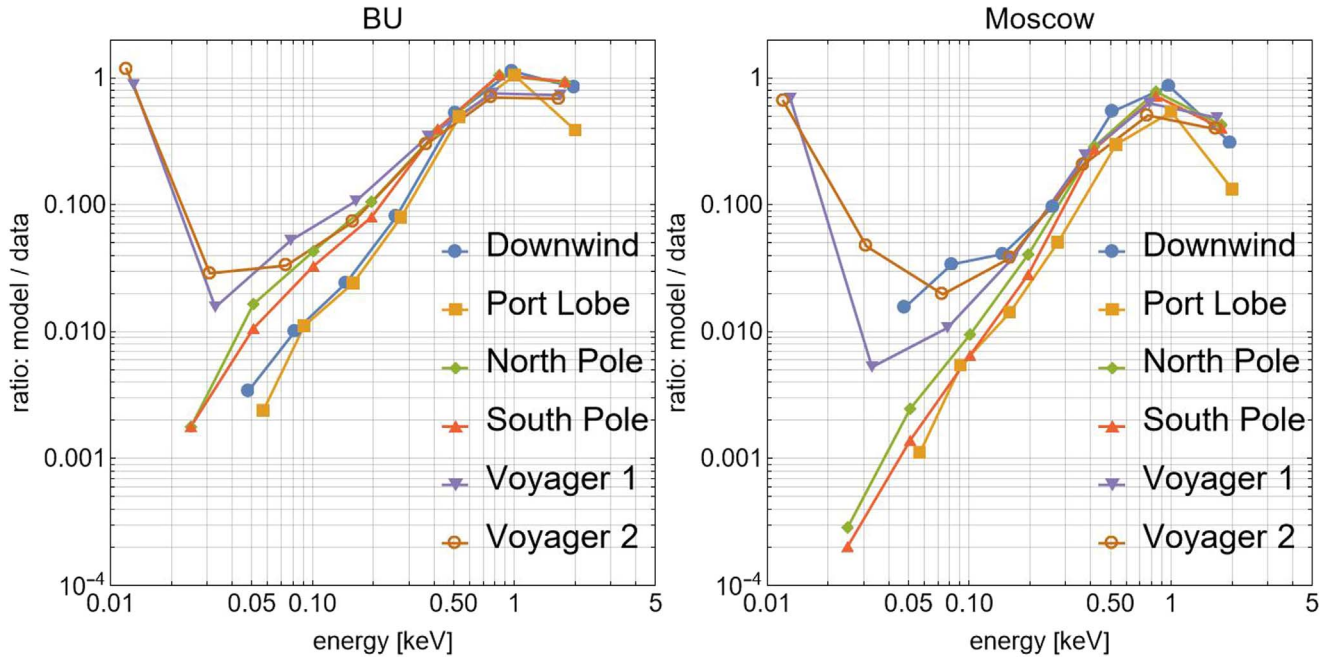 BU
ratio: model / data
1
0.100
0.010
0.001
10−4
Downwind
Port Lobe
North Pole
South Pole
Voyager 1
Voyager 2
0.01
0.05
0.10
0.50
1
5
energy [keV]
Moscow
ratio: model / data
1
0.100
0.010
0.001
10−4
Downwind
Port Lobe
North Pole
South Pole
Voyager 1
Voyager 2
0.01
0.05
0.10
0.50
1
5
energy [keV]